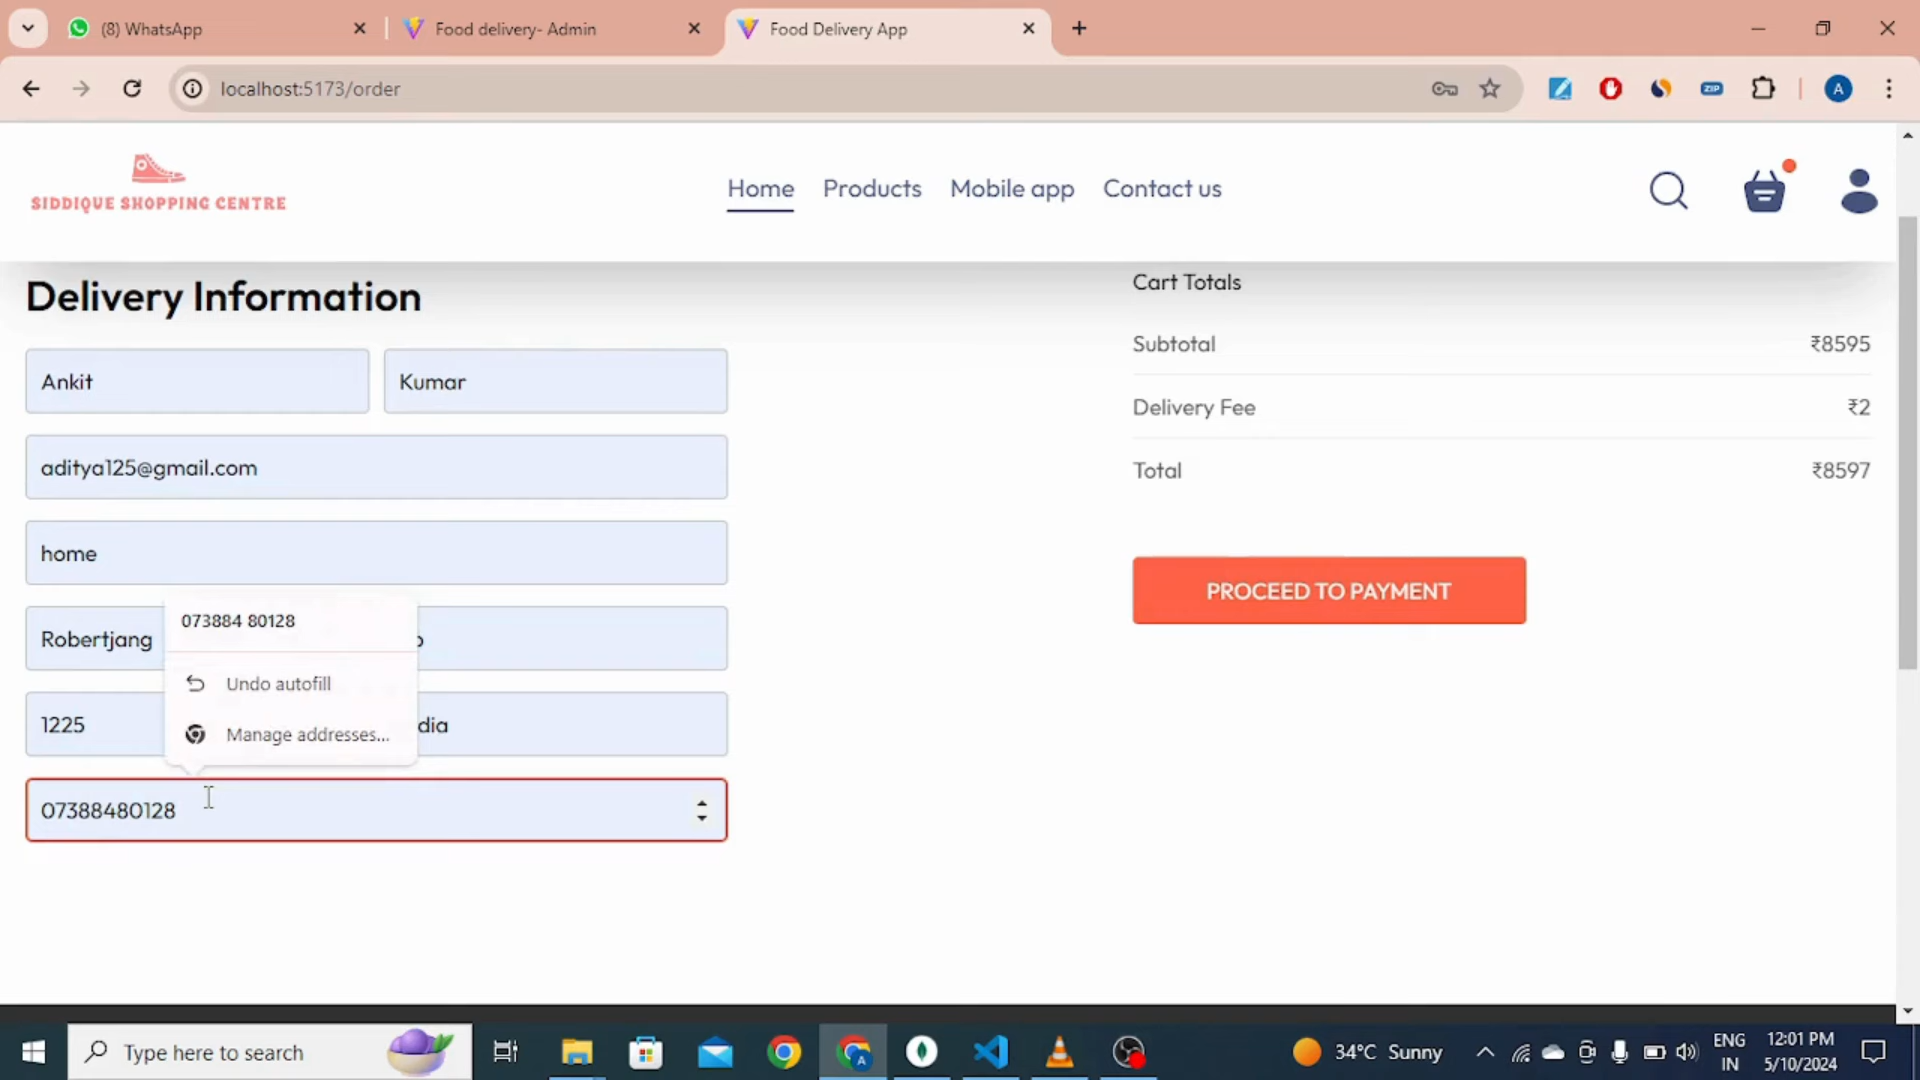 (8) WhatsApp
Food delivery- Admin
Food Delivery App
localhost:5173/order
ZIP
A
SIDDIQUE SHOPPING CENTRE
Home
Products
Mobile app
Contact us
Delivery Information
Ankit
Kumar
aditya125@gmail.com
home
Robertjang
073884 80128
Undo autofill
Manage addresses...
1225
dia
07388480128
Cart Totals
Subtotal
₹8595
Delivery Fee
₹2
Total
₹8597
PROCEED TO PAYMENT
Type here to search
A
34°C Sunny
ENG
IN
12:01 PM
5/10/2024